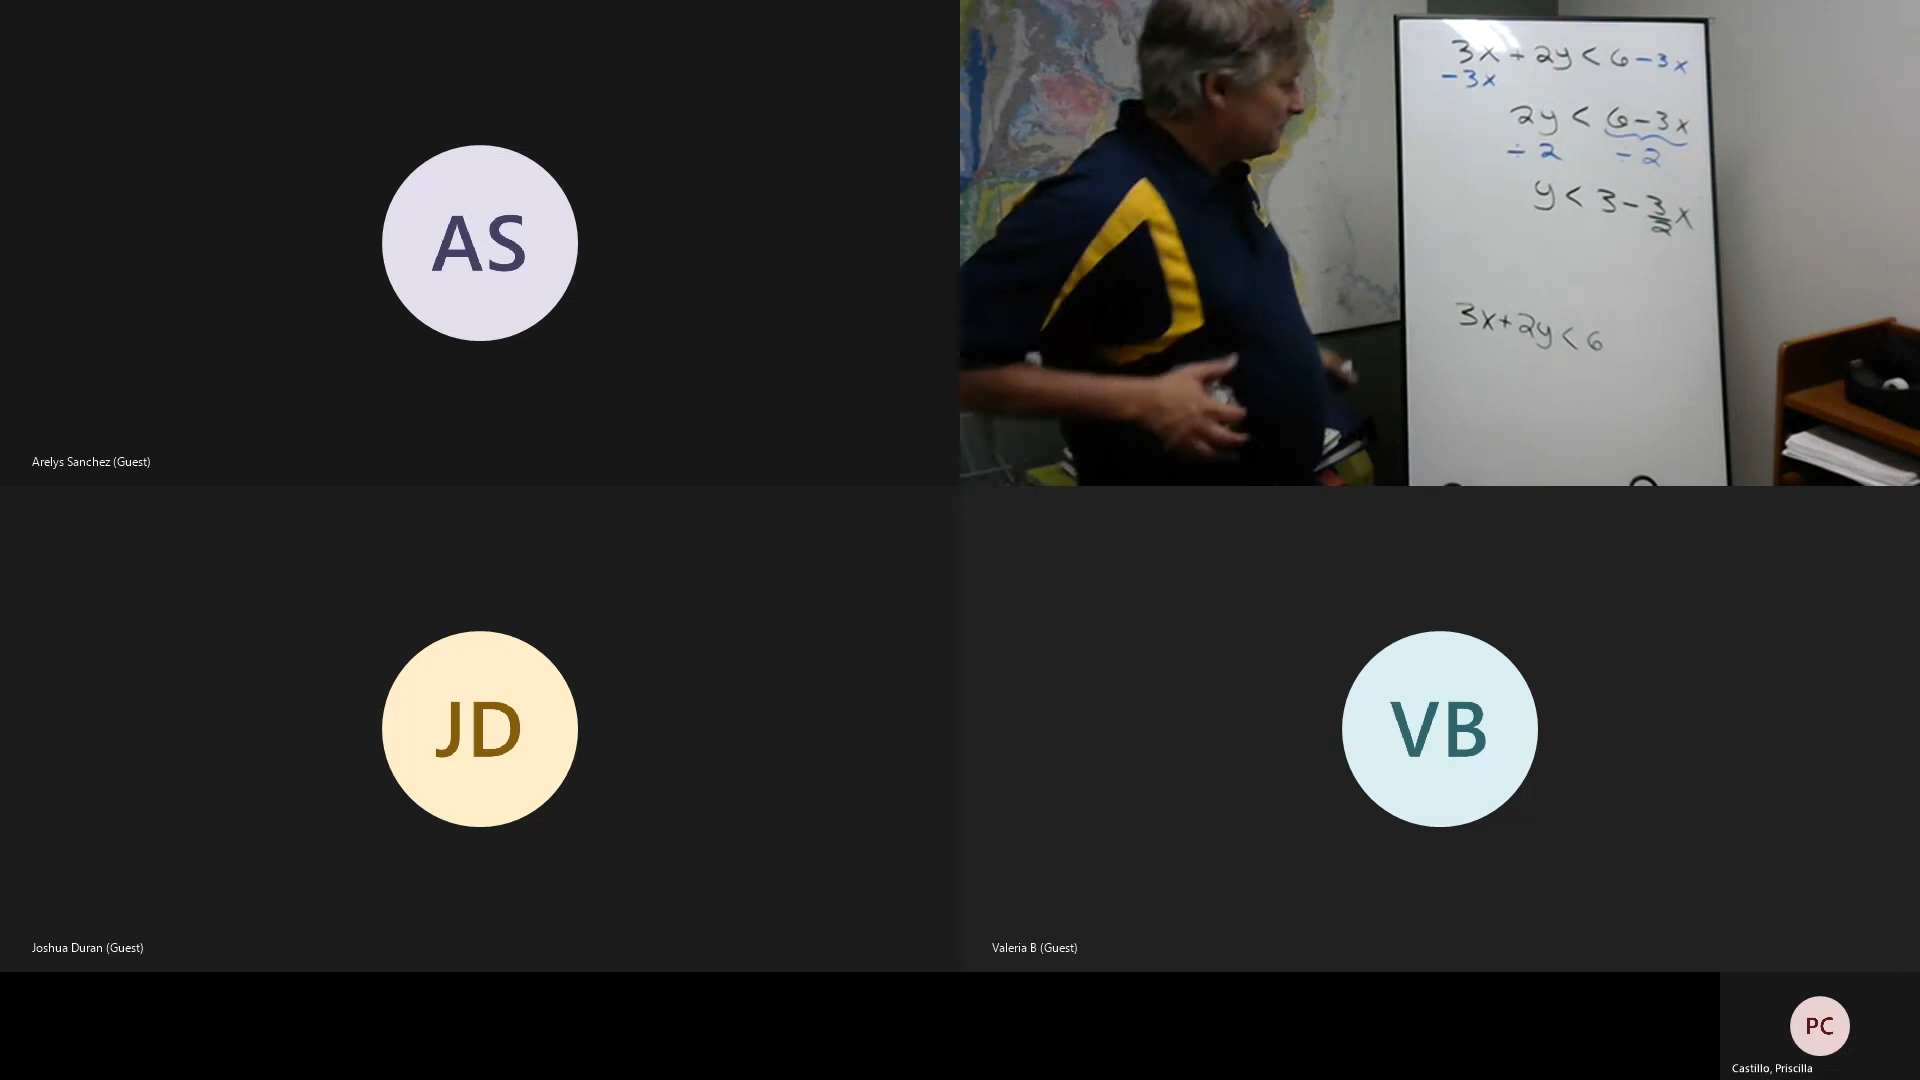 AS
Arelys Sanchez (Guest)
3x + 2y < 6 - 3x
- 3x
2y < 6 - 3x
÷ 2 ÷ 2
y < 3 - 3/2 x
3x + 2y < 6
JD
Joshua Duran (Guest)
VB
Valeria B (Guest)
PC
Castillo, Priscilla